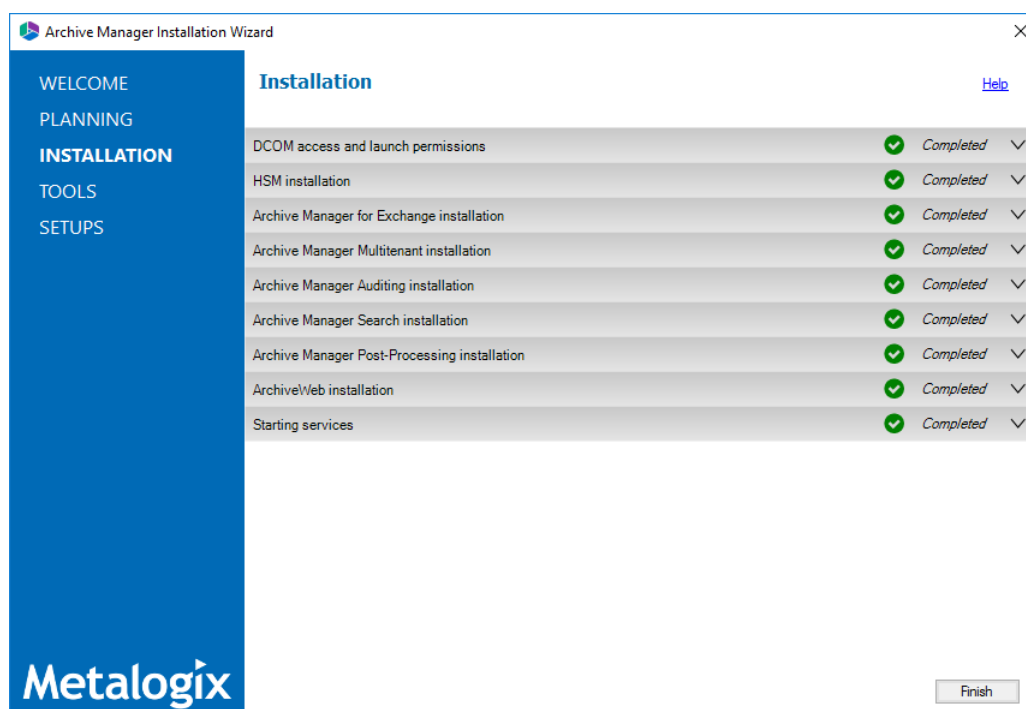 Archive Manager Installation Wizard
WELCOME
PLANNING
INSTALLATION
TOOLS
SETUPS
Installation
Help
DCOM access and launch permissions Completed
HSM installation Completed
Archive Manager for Exchange installation Completed
Archive Manager Multitenant installation Completed
Archive Manager Auditing installation Completed
Archive Manager Search installation Completed
Archive Manager Post-Processing installation Completed
ArchiveWeb installation Completed
Starting services Completed
Metalogix
Finish